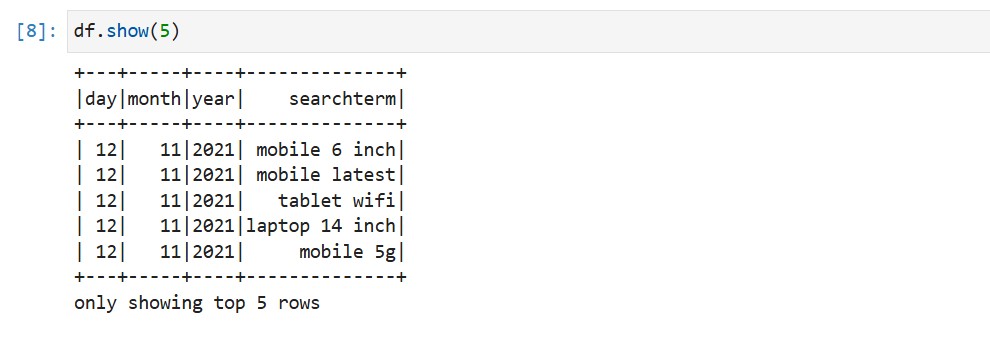 [8]: df.show(5)
+---+-----+----+--------------+
|day|month|year|    searchterm|
+---+-----+----+--------------+
| 12|   11|2021| mobile 6 inch|
| 12|   11|2021| mobile latest|
| 12|   11|2021|   tablet wifi|
| 12|   11|2021|laptop 14 inch|
| 12|   11|2021|     mobile 5g|
+---+-----+----+--------------+
only showing top 5 rows